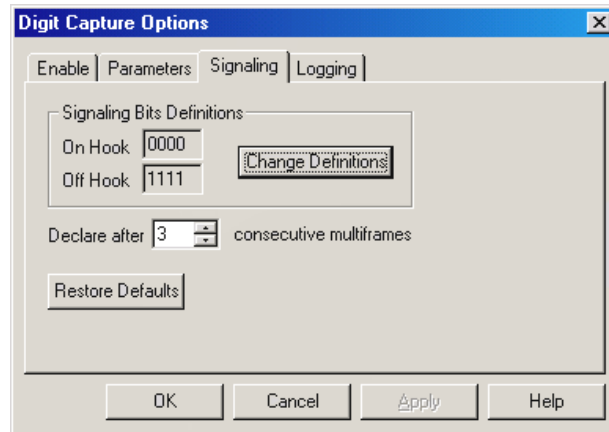 Digit Capture Options
Enable Parameters Signaling Logging
Signaling Bits Definitions
On Hook 0000
Change Definitions
Off Hook 1111
Declare after 3 consecutive multiframes
Restore Defaults
OK Cancel Apply Help